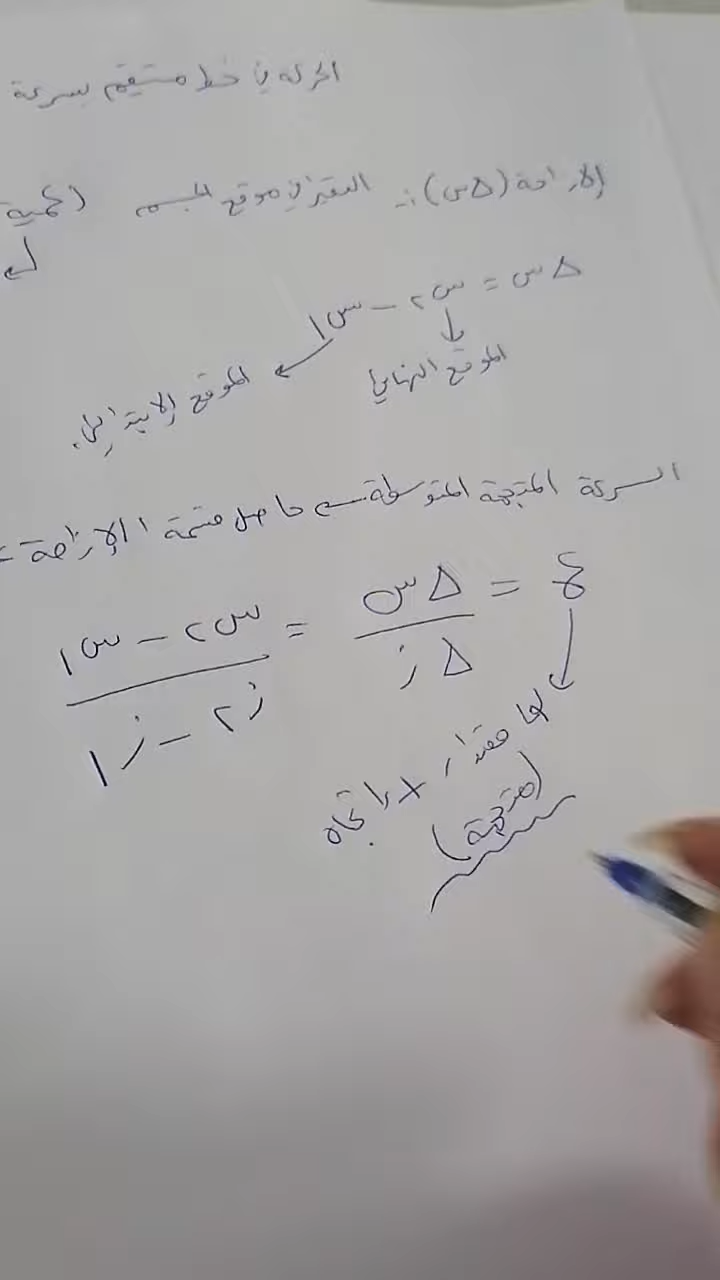 الحركة في خط مستقيم بسرعة
الإزاحة (Δس) :- التغير في موقع الجسم (كمية
Δس = س٢ - س١
الموقع النهائي
الموقع الابتدائي.
السرعة المتجهة المتوسطة حاصل قسمة الإزاحة
ع = Δس / Δز = س٢ - س١ / ز٢ - ز١
لها مقدار + اتجاه
(متجهة)